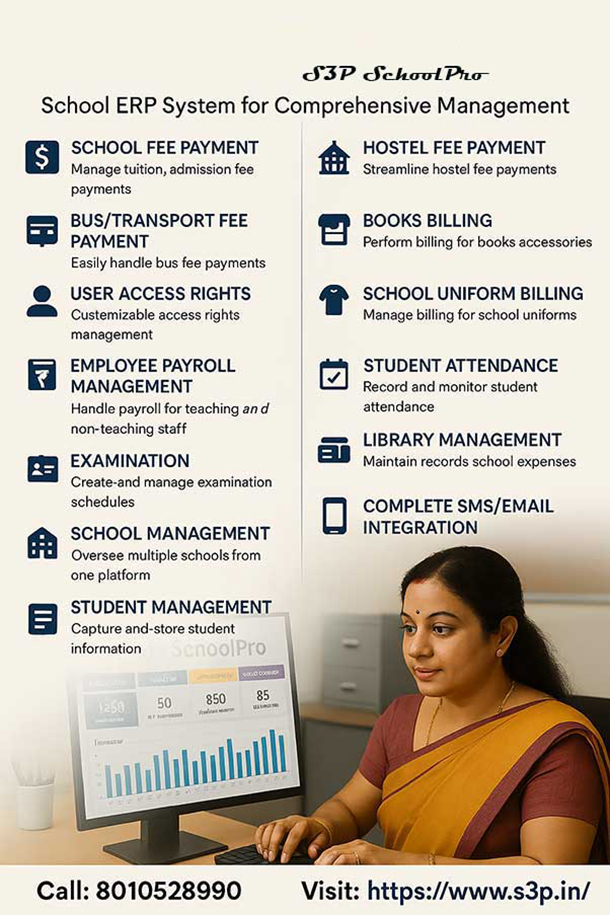 S3P SchoolPro
School ERP System for Comprehensive Management
SCHOOL FEE PAYMENT
Manage tuition, admission fee
payments
BUS/TRANSPORT FEE
PAYMENT
Easily handle bus fee payments
USER ACCESS RIGHTS
Custemizable access rights
management
EMPLOYEE PAYROLL
MANAGEMENT
Handle payroll for teaching and
non-teaching staff
EXAMINATION
Create-and manage examination
schedules
SCHOOL MANAGEMENT
Oversee multiple schools from
one platform
STUDENT MANAGEMENT
Capture and-store student
information
HOSTEL FEE PAYMENT
Streamline hostel fee payments
BOOKS BILLING
Perform billing for books accessories
SCHOOL UNIFORM BILLING
Manage billing for school uniforms
STUDENT ATTENDANCE
Record and monitor student
attendance
LIBRARY MANAGEMENT
Maintain records school expenses
COMPLETE SMS/EMAIL
INTEGRATION
SchoolPro
1250 50 850 85
Call: 8010528990 Visit: https://www.s3p.in/